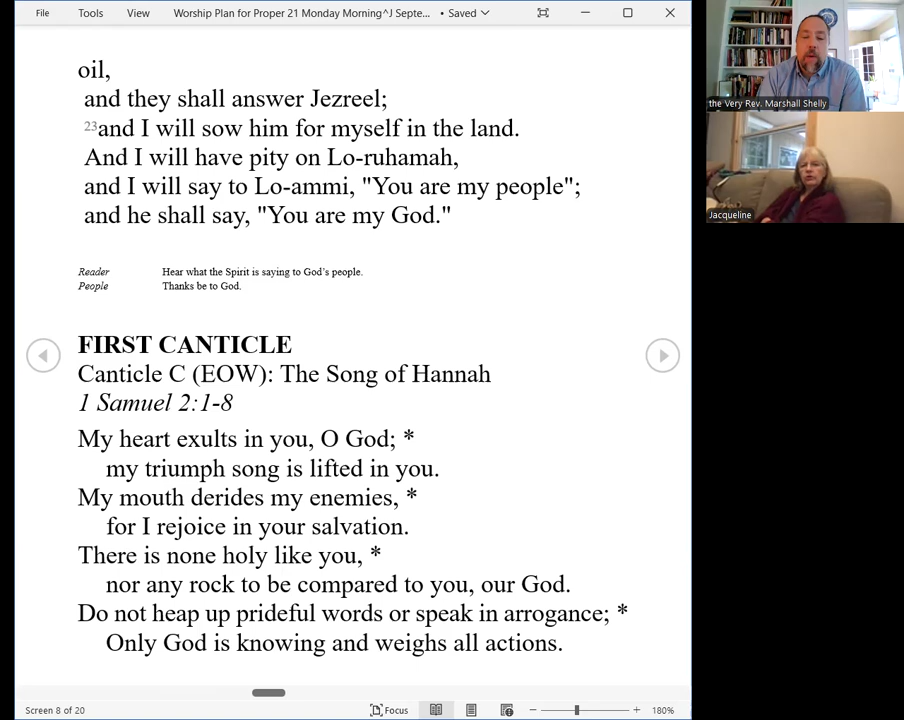 File Tools View Worship Plan for Proper 21 Monday Morning^J Septe... • Saved
oil,
and they shall answer Jezreel;
23and I will sow him for myself in the land.
And I will have pity on Lo-ruhamah,
and I will say to Lo-ammi, "You are my people";
and he shall say, "You are my God."
Reader Hear what the Spirit is saying to God's people.
People Thanks be to God.
FIRST CANTICLE
Canticle C (EOW): The Song of Hannah
1 Samuel 2:1-8
My heart exults in you, O God; *
my triumph song is lifted in you.
My mouth derides my enemies, *
for I rejoice in your salvation.
There is none holy like you, *
nor any rock to be compared to you, our God.
Do not heap up prideful words or speak in arrogance; *
Only God is knowing and weighs all actions.
Screen 8 of 20 Focus 180%
the Very Rev. Marshall Shelly
Jacqueline